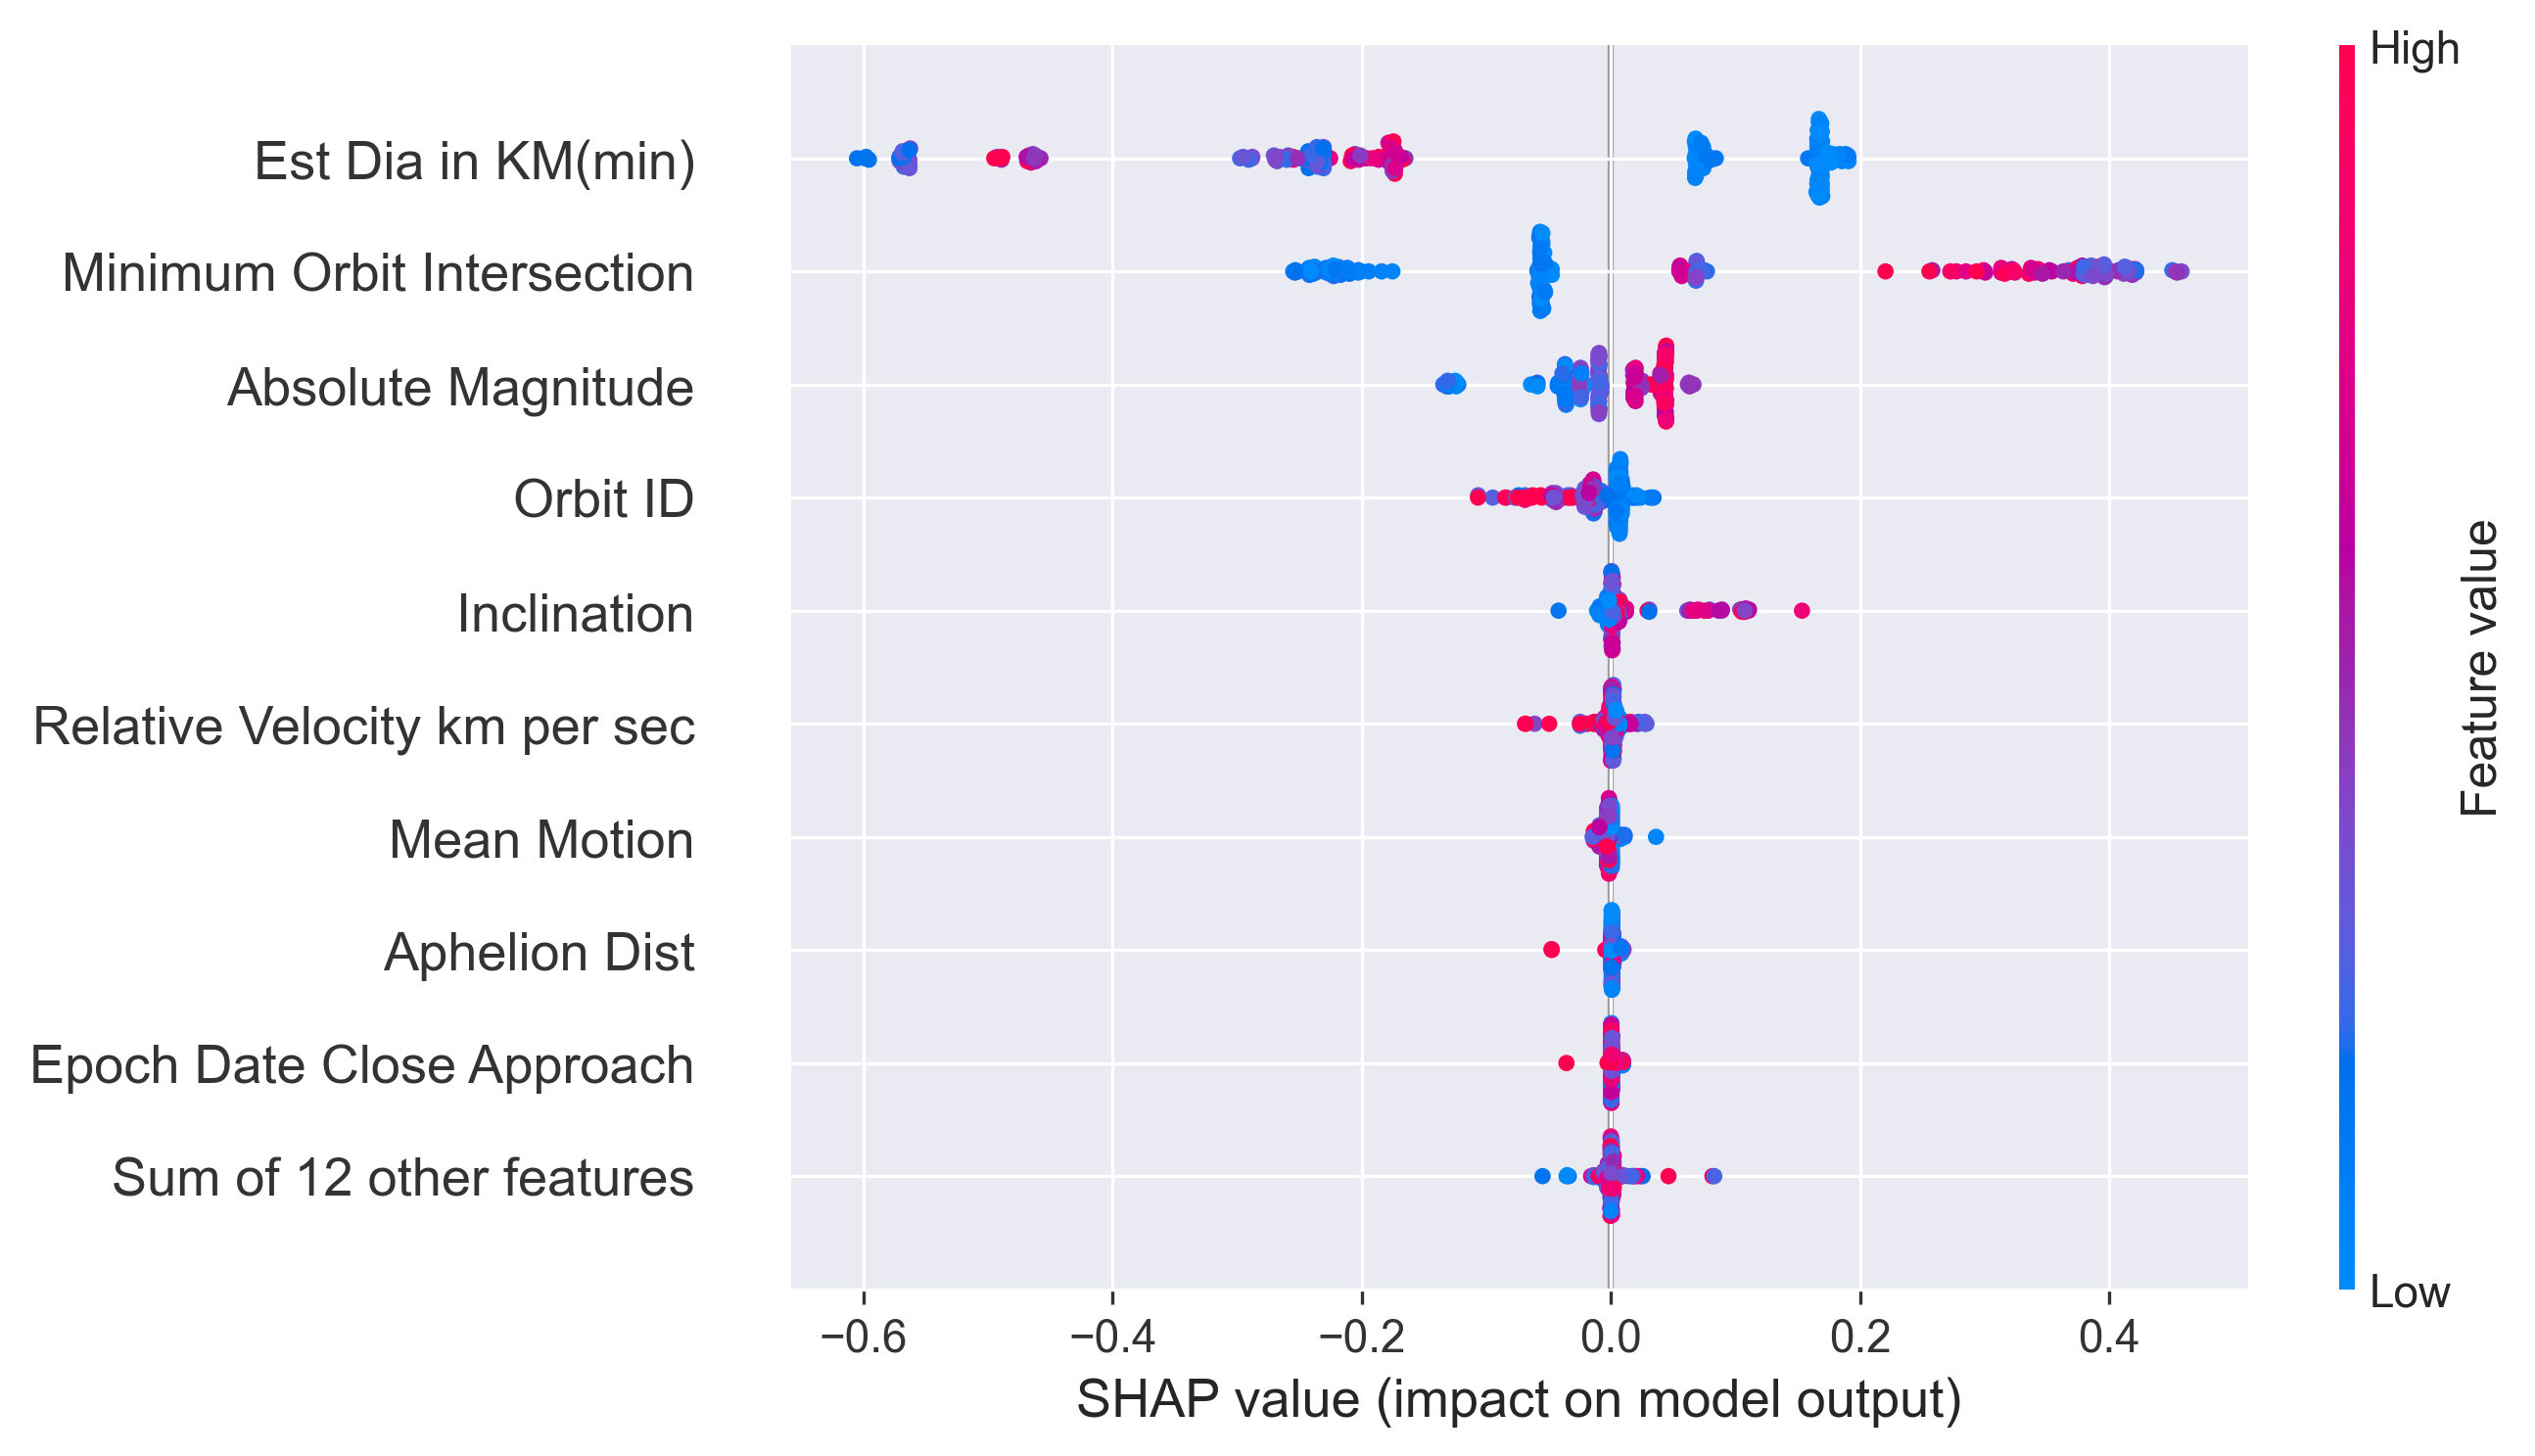 High
Est Dia in KM(min)
Minimum Orbit Intersection
Absolute Magnitude
Orbit ID
Inclination
Relative Velocity km per sec
Mean Motion
Aphelion Dist
Epoch Date Close Approach
Sum of 12 other features
Feature value
Low
−0.6 −0.4 −0.2 0.0 0.2 0.4
SHAP value (impact on model output)